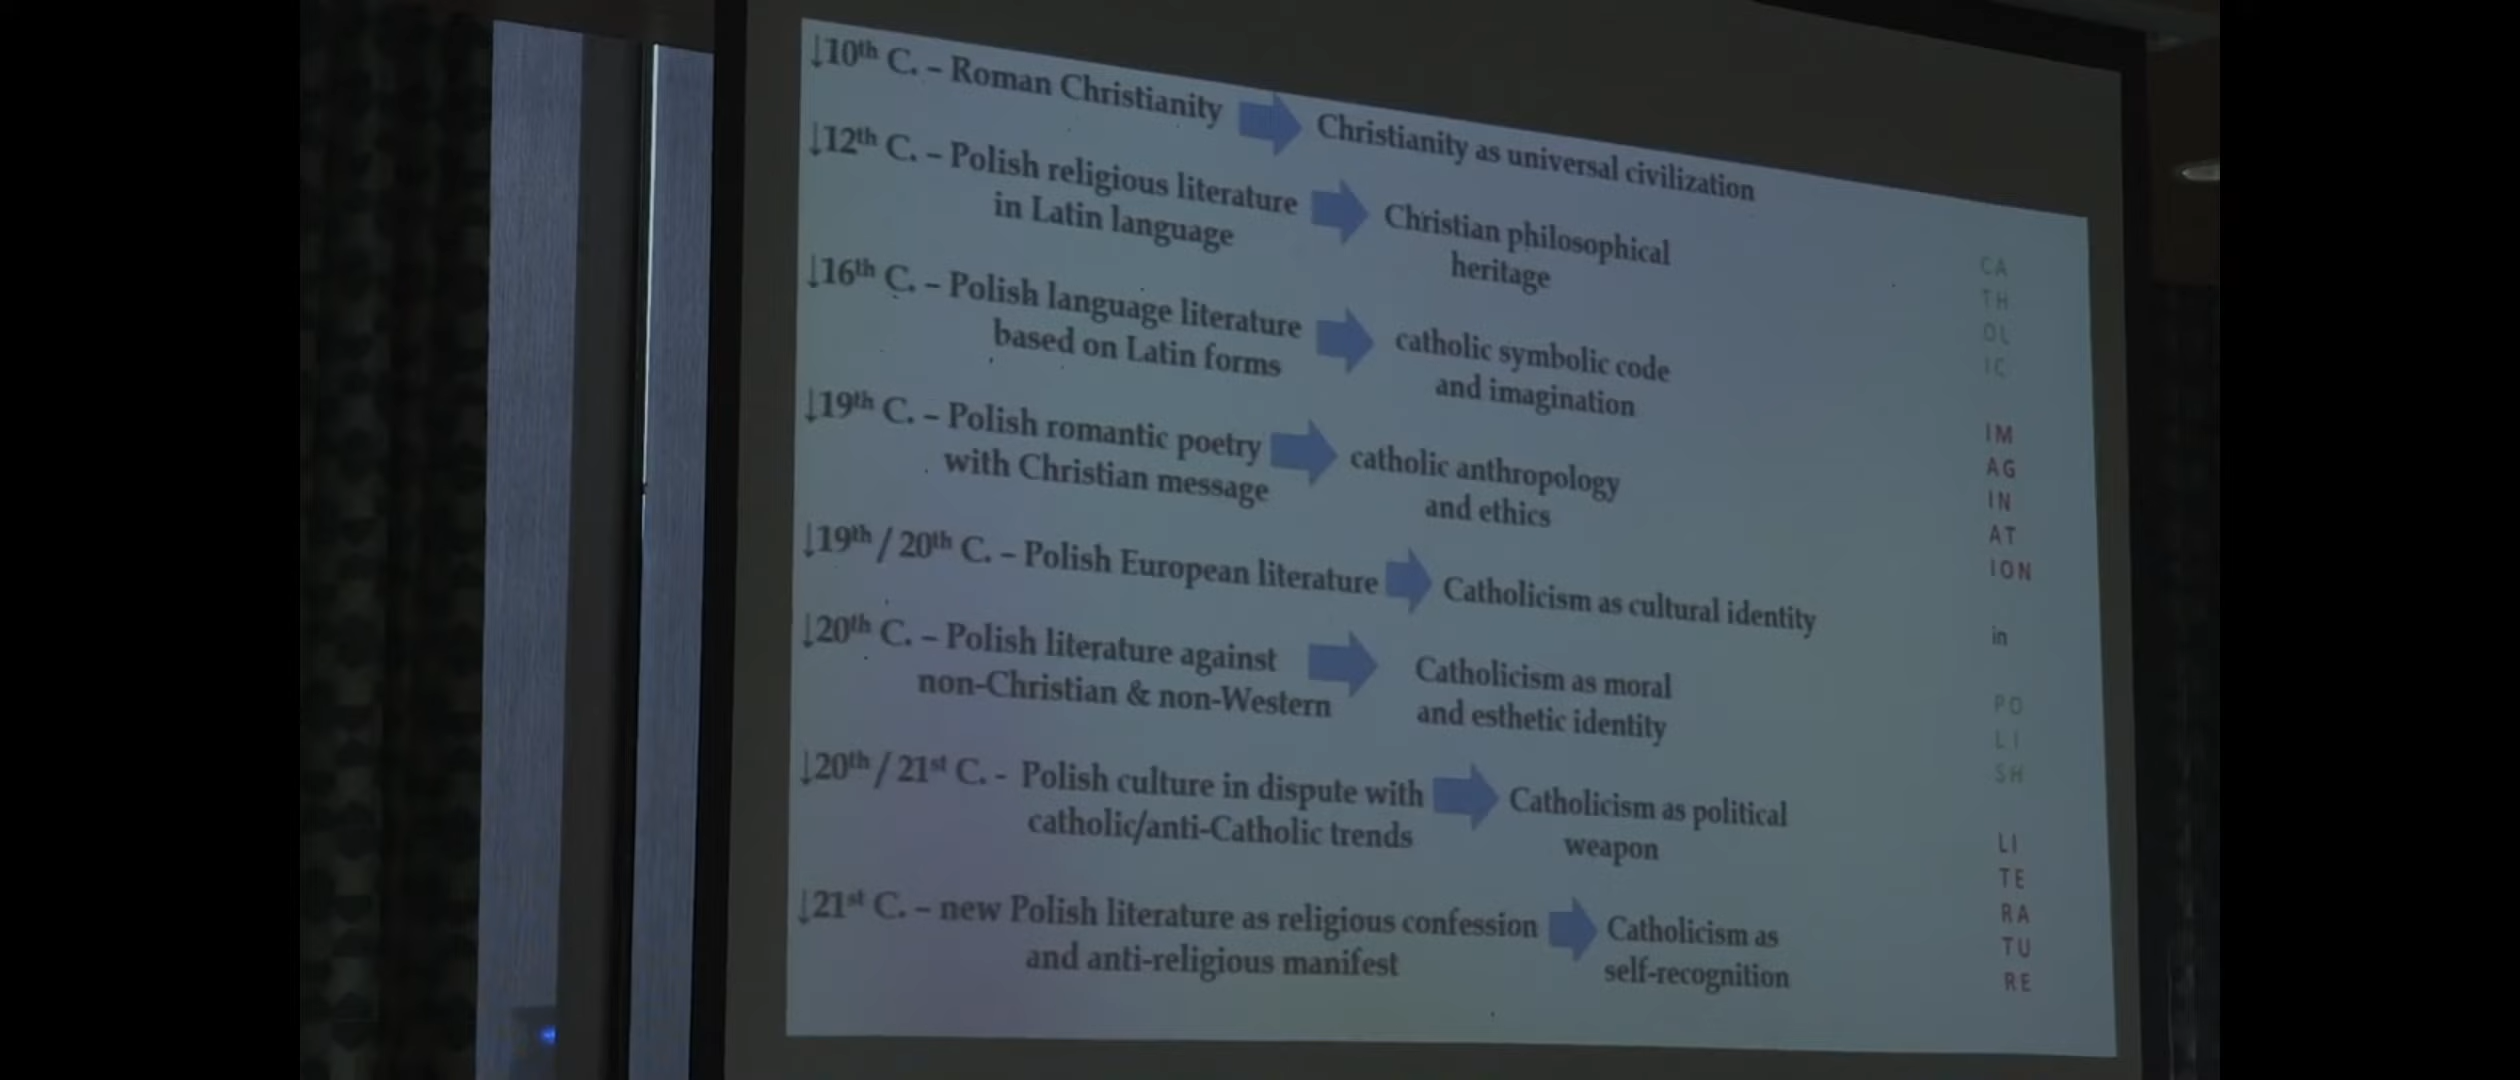 ↓10th C. – Roman Christianity
Christianity as universal civilization
↓12th C. – Polish religious literature
in Latin language
Christian philosophical
heritage
↓16th C. – Polish language literature
based on Latin forms
catholic symbolic code
and imagination
↓19th C. – Polish romantic poetry
with Christian message
catholic anthropology
and ethics
↓19th / 20th C. – Polish European literature
Catholicism as cultural identity
↓20th C. – Polish literature against
non-Christian & non-Western
Catholicism as moral
and esthetic identity
↓20th / 21st C. - Polish culture in dispute with
catholic/anti-Catholic trends
Catholicism as political
weapon
↓21st C. – new Polish literature as religious confession
and anti-religious manifest
Catholicism as
self-recognition
CA
TH
OL
IC
IM
AG
IN
AT
ION
in
PO
LI
SH
LI
TE
RA
TU
RE